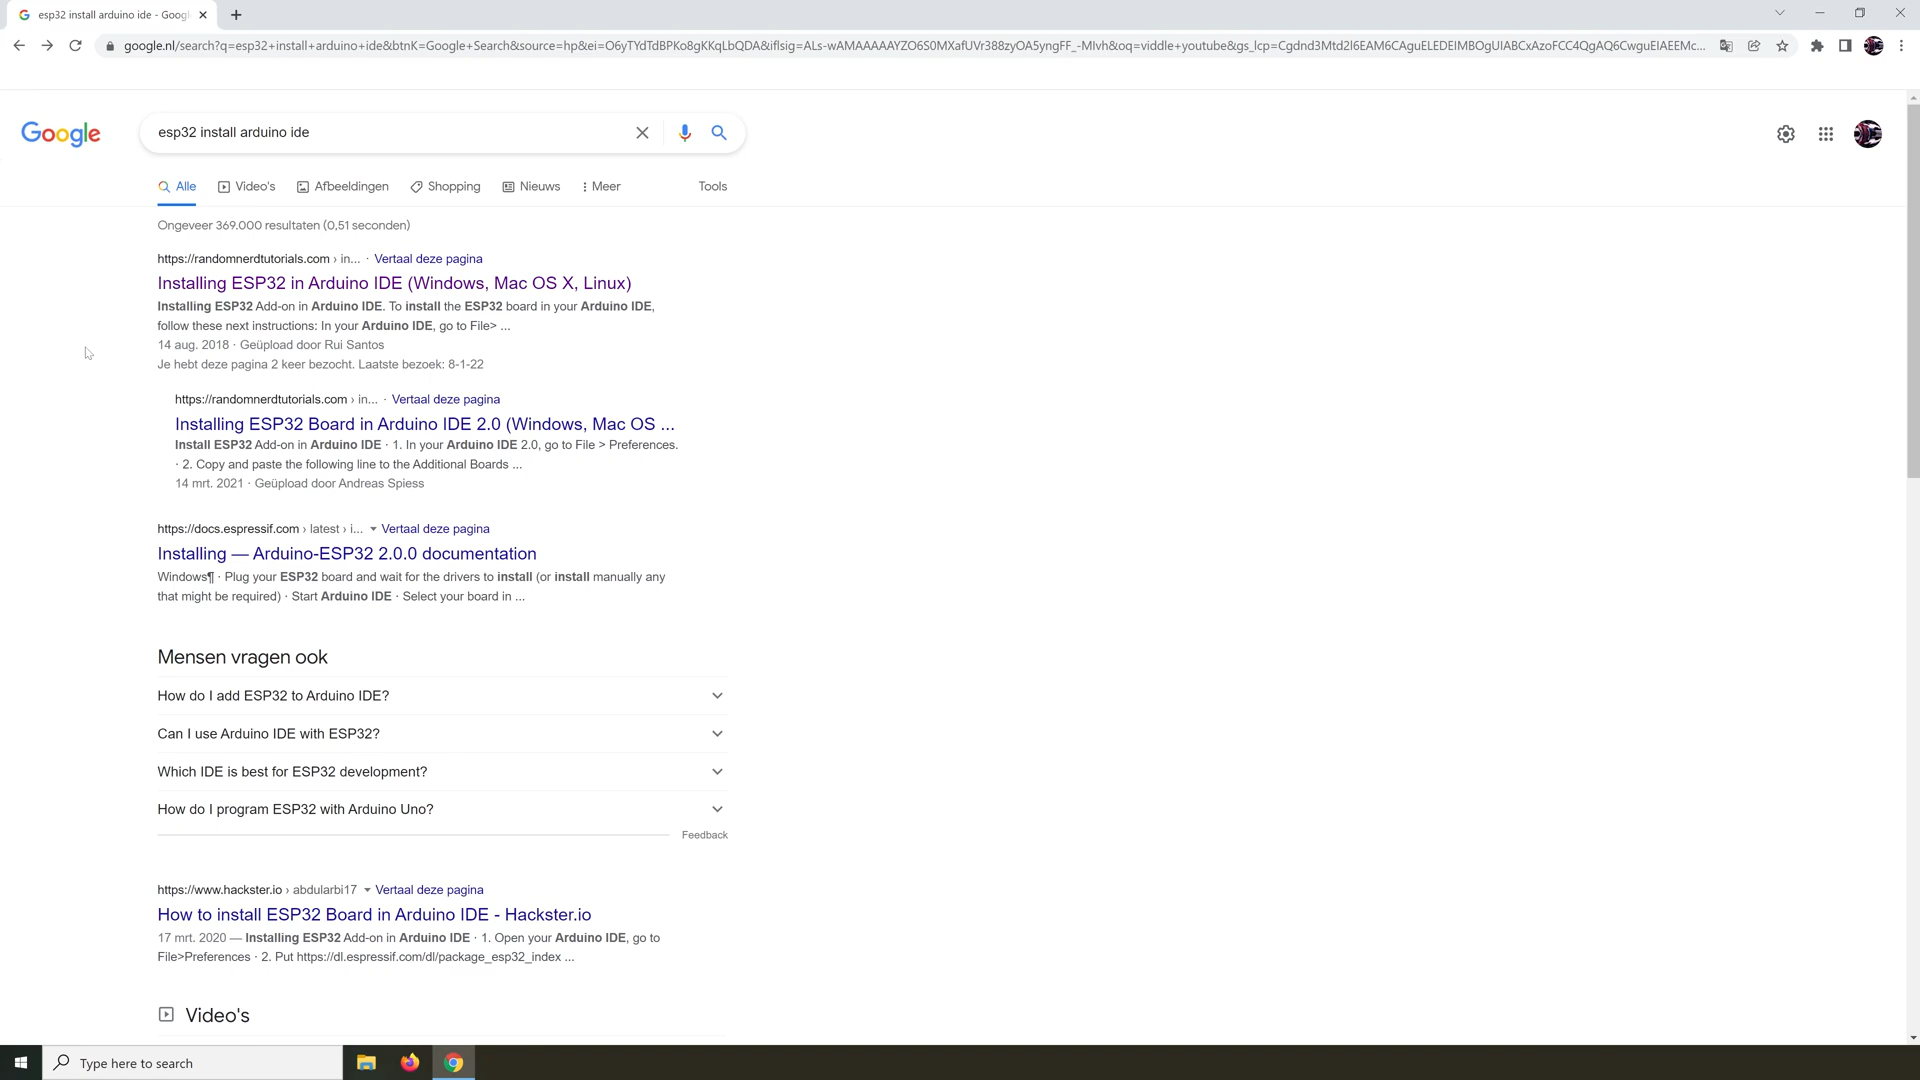 esp32 install arduino ide - Goog
google.nl/search?q=esp32+install+arduino+ide&btnK=Google+Search&source=hp&ei=O6yTYdTdBPKo8gKKqLbQDA&iflsig=ALs-wAMAAAAAYZO6S0MXafUVr388zyOA5yngFF_-MIvh&oq=viddle+youtube&gs_lcp=Cgdnd3Mtd2l6EAM6CAguELEDEIMBOgUIABCxAzoFCC4QgAQ6CwguEIAEEMc...
Google
esp32 install arduino ide
Alle Video's Afbeeldingen Shopping Nieuws Meer Tools
Ongeveer 369.000 resultaten (0,51 seconden)
https://randomnerdtutorials.com › in... · Vertaal deze pagina
Installing ESP32 in Arduino IDE (Windows, Mac OS X, Linux)
Installing ESP32 Add-on in Arduino IDE. To install the ESP32 board in your Arduino IDE,
follow these next instructions: In your Arduino IDE, go to File> ...
14 aug. 2018 · Geüpload door Rui Santos
Je hebt deze pagina 2 keer bezocht. Laatste bezoek: 8-1-22
https://randomnerdtutorials.com › in... · Vertaal deze pagina
Installing ESP32 Board in Arduino IDE 2.0 (Windows, Mac OS ...
Install ESP32 Add-on in Arduino IDE · 1. In your Arduino IDE 2.0, go to File > Preferences.
· 2. Copy and paste the following line to the Additional Boards ...
14 mrt. 2021 · Geüpload door Andreas Spiess
https://docs.espressif.com › latest › i... Vertaal deze pagina
Installing — Arduino-ESP32 2.0.0 documentation
Windows¶ · Plug your ESP32 board and wait for the drivers to install (or install manually any
that might be required) · Start Arduino IDE · Select your board in ...
Mensen vragen ook
How do I add ESP32 to Arduino IDE?
Can I use Arduino IDE with ESP32?
Which IDE is best for ESP32 development?
How do I program ESP32 with Arduino Uno?
Feedback
https://www.hackster.io › abdularbi17 Vertaal deze pagina
How to install ESP32 Board in Arduino IDE - Hackster.io
17 mrt. 2020 — Installing ESP32 Add-on in Arduino IDE · 1. Open your Arduino IDE, go to
File>Preferences · 2. Put https://dl.espressif.com/dl/package_esp32_index ...
Video's
Type here to search